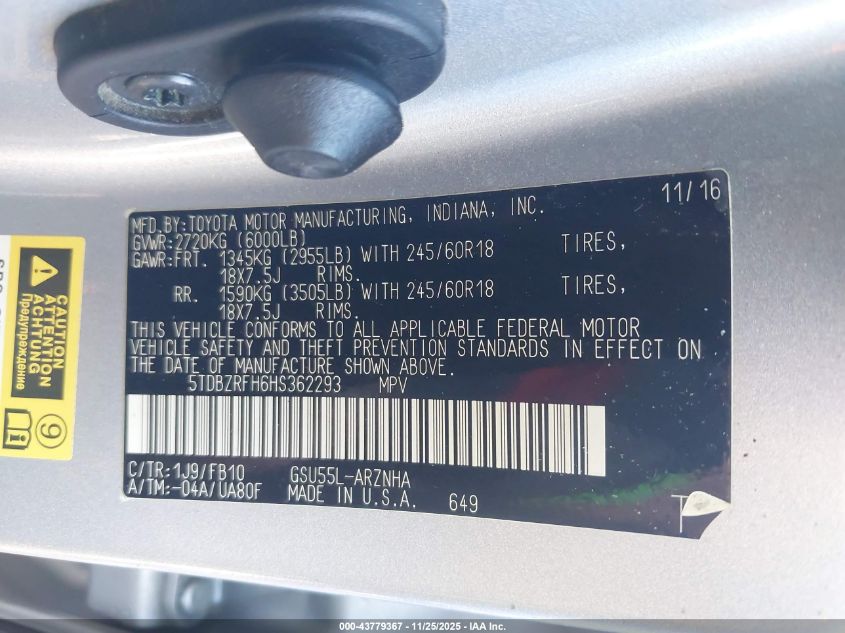 11/16
MFD.BY:TOYOTA MOTOR MANUFACTURING, INDIANA, INC.
GVWR:2720KG (6000LB)
GAWR:FRT. 1345KG (2955LB) WITH 245/60R18 TIRES,
18X7.5J RIMS.
RR. 1590KG (3505LB) WITH 245/60R18 TIRES,
18X7.5J RIMS.
THIS VEHICLE CONFORMS TO ALL APPLICABLE FEDERAL MOTOR
VEHICLE SAFETY AND THEFT PREVENTION STANDARDS IN EFFECT ON
THE DATE OF MANUFACTURE SHOWN ABOVE.
5TDBZRFH6HS362293 MPV
C/TR:1J9/FB10 GSU55L-ARZNHA
A/TM:-04A/UA80F MADE IN U.S.A. 649
CAUTION
ATTENTION
ACHTUNG
Предупреждение
9
i
000-43779367 - 11/25/2025 - IAA Inc.